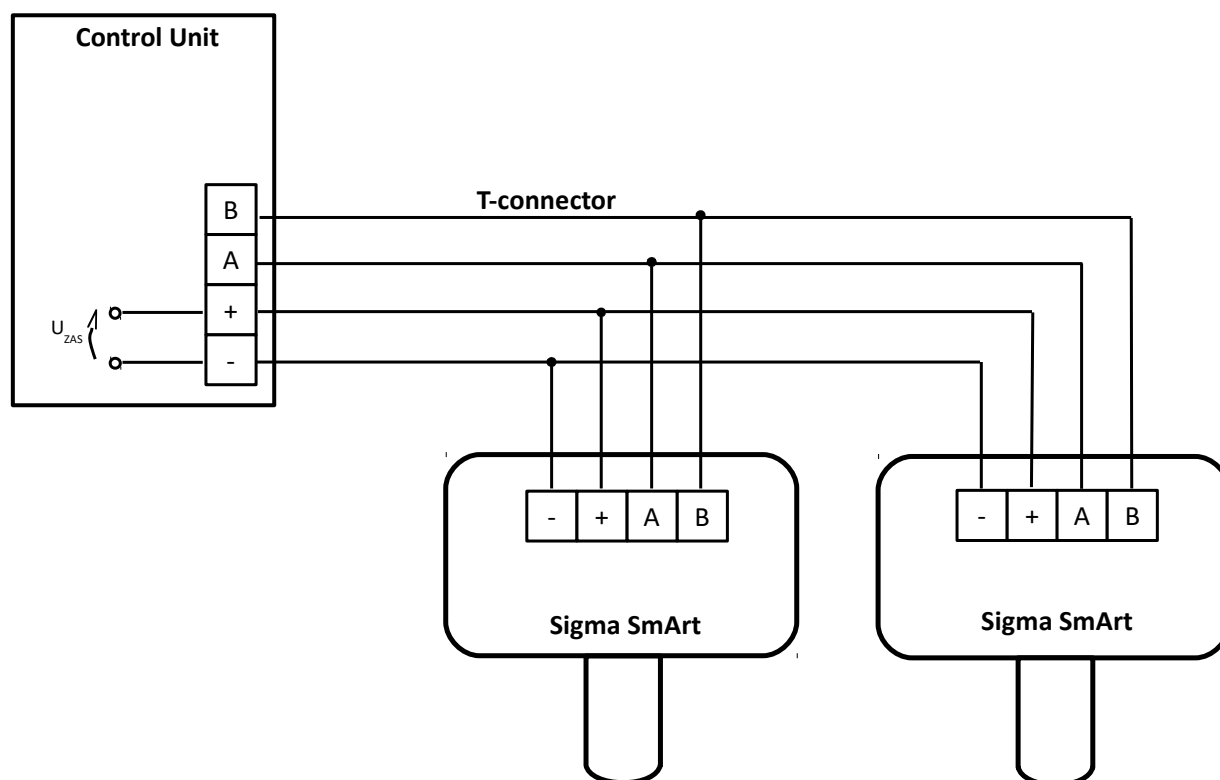 Control Unit
T-connector
B
A
+
-
U ZAS
- + A B
Sigma SmArt
- + A B
Sigma SmArt